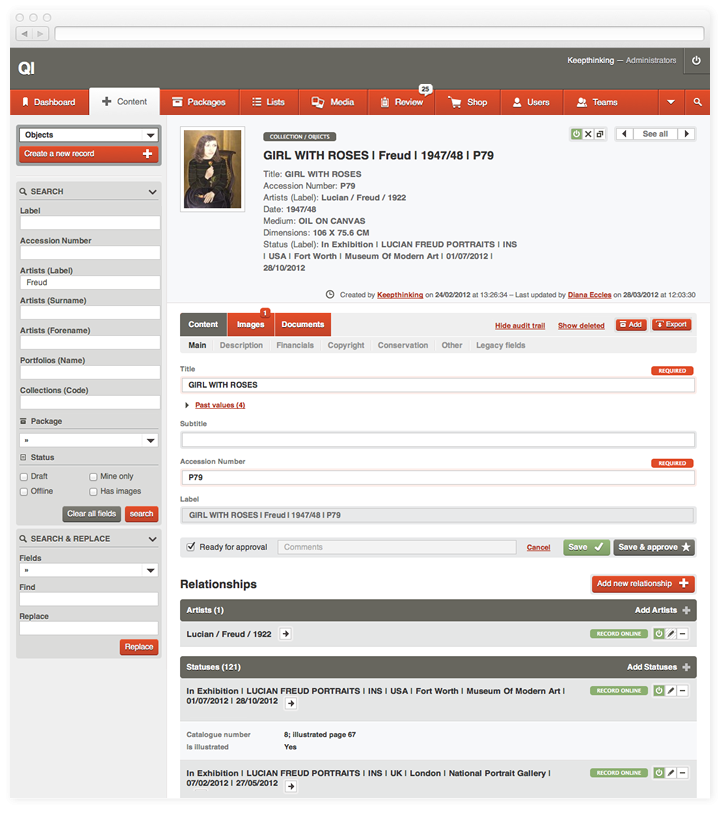 QI
Keepthinking — Administrators
Dashboard
Content
Packages
Lists
Media
Review
25
Shop
Users
Teams
Objects
Create a new record
SEARCH
Label
Accession Number
Artists (Label)
Freud
Artists (Surname)
Artists (Forename)
Portfolios (Name)
Collections (Code)
Package
»
Status
Draft
Mine only
Offline
Has images
Clear all fields
search
SEARCH & REPLACE
Fields
»
Find
Replace
Replace
COLLECTION / OBJECTS
See all
GIRL WITH ROSES | Freud | 1947/48 | P79
Title: GIRL WITH ROSES
Accession Number: P79
Artists (Label): Lucian / Freud / 1922
Date: 1947/48
Medium: OIL ON CANVAS
Dimensions: 106 X 75.6 CM
Status (Label): In Exhibition | LUCIAN FREUD PORTRAITS | INS
| USA | Fort Worth | Museum Of Modern Art | 01/07/2012 |
28/10/2012
Created by Keepthinking on 24/02/2012 at 13:26:34 – Last updated by Diana Eccles on 28/03/2012 at 12:03:30
Content
Images
1
Documents
Hide audit trail
Show deleted
Add
Export
Main
Description
Financials
Copyright
Conservation
Other
Legacy fields
Title
REQUIRED
GIRL WITH ROSES
Past values (4)
Subtitle
Accession Number
REQUIRED
P79
Label
GIRL WITH ROSES | Freud | 1947/48 | P79
Ready for approval
Comments
Cancel
Save
Save & approve
Relationships
Add new relationship
Artists (1)
Add Artists
Lucian / Freud / 1922
RECORD ONLINE
Statuses (121)
Add Statuses
In Exhibition | LUCIAN FREUD PORTRAITS | INS | USA | Fort Worth | Museum Of Modern Art |
01/07/2012 | 28/10/2012
RECORD ONLINE
Catalogue number
8; illustrated page 67
Is illustrated
Yes
In Exhibition | LUCIAN FREUD PORTRAITS | INS | UK | London | National Portrait Gallery |
07/02/2012 | 27/05/2012
RECORD ONLINE